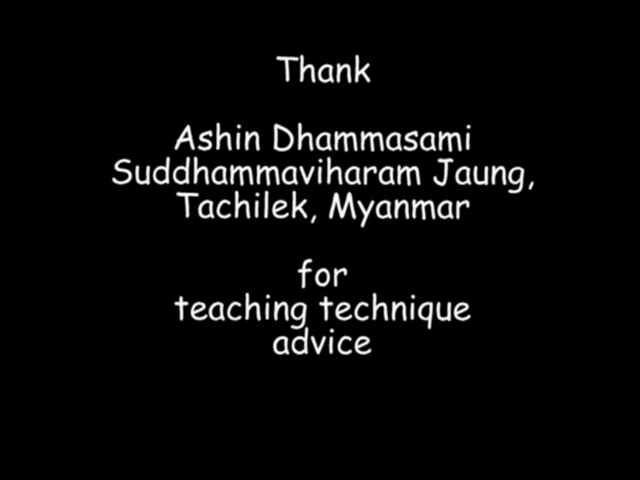 Thank
Ashin Dhammasami
Suddhammaviharam Jaung,
Tachilek, Myanmar
for
teaching technique
advice